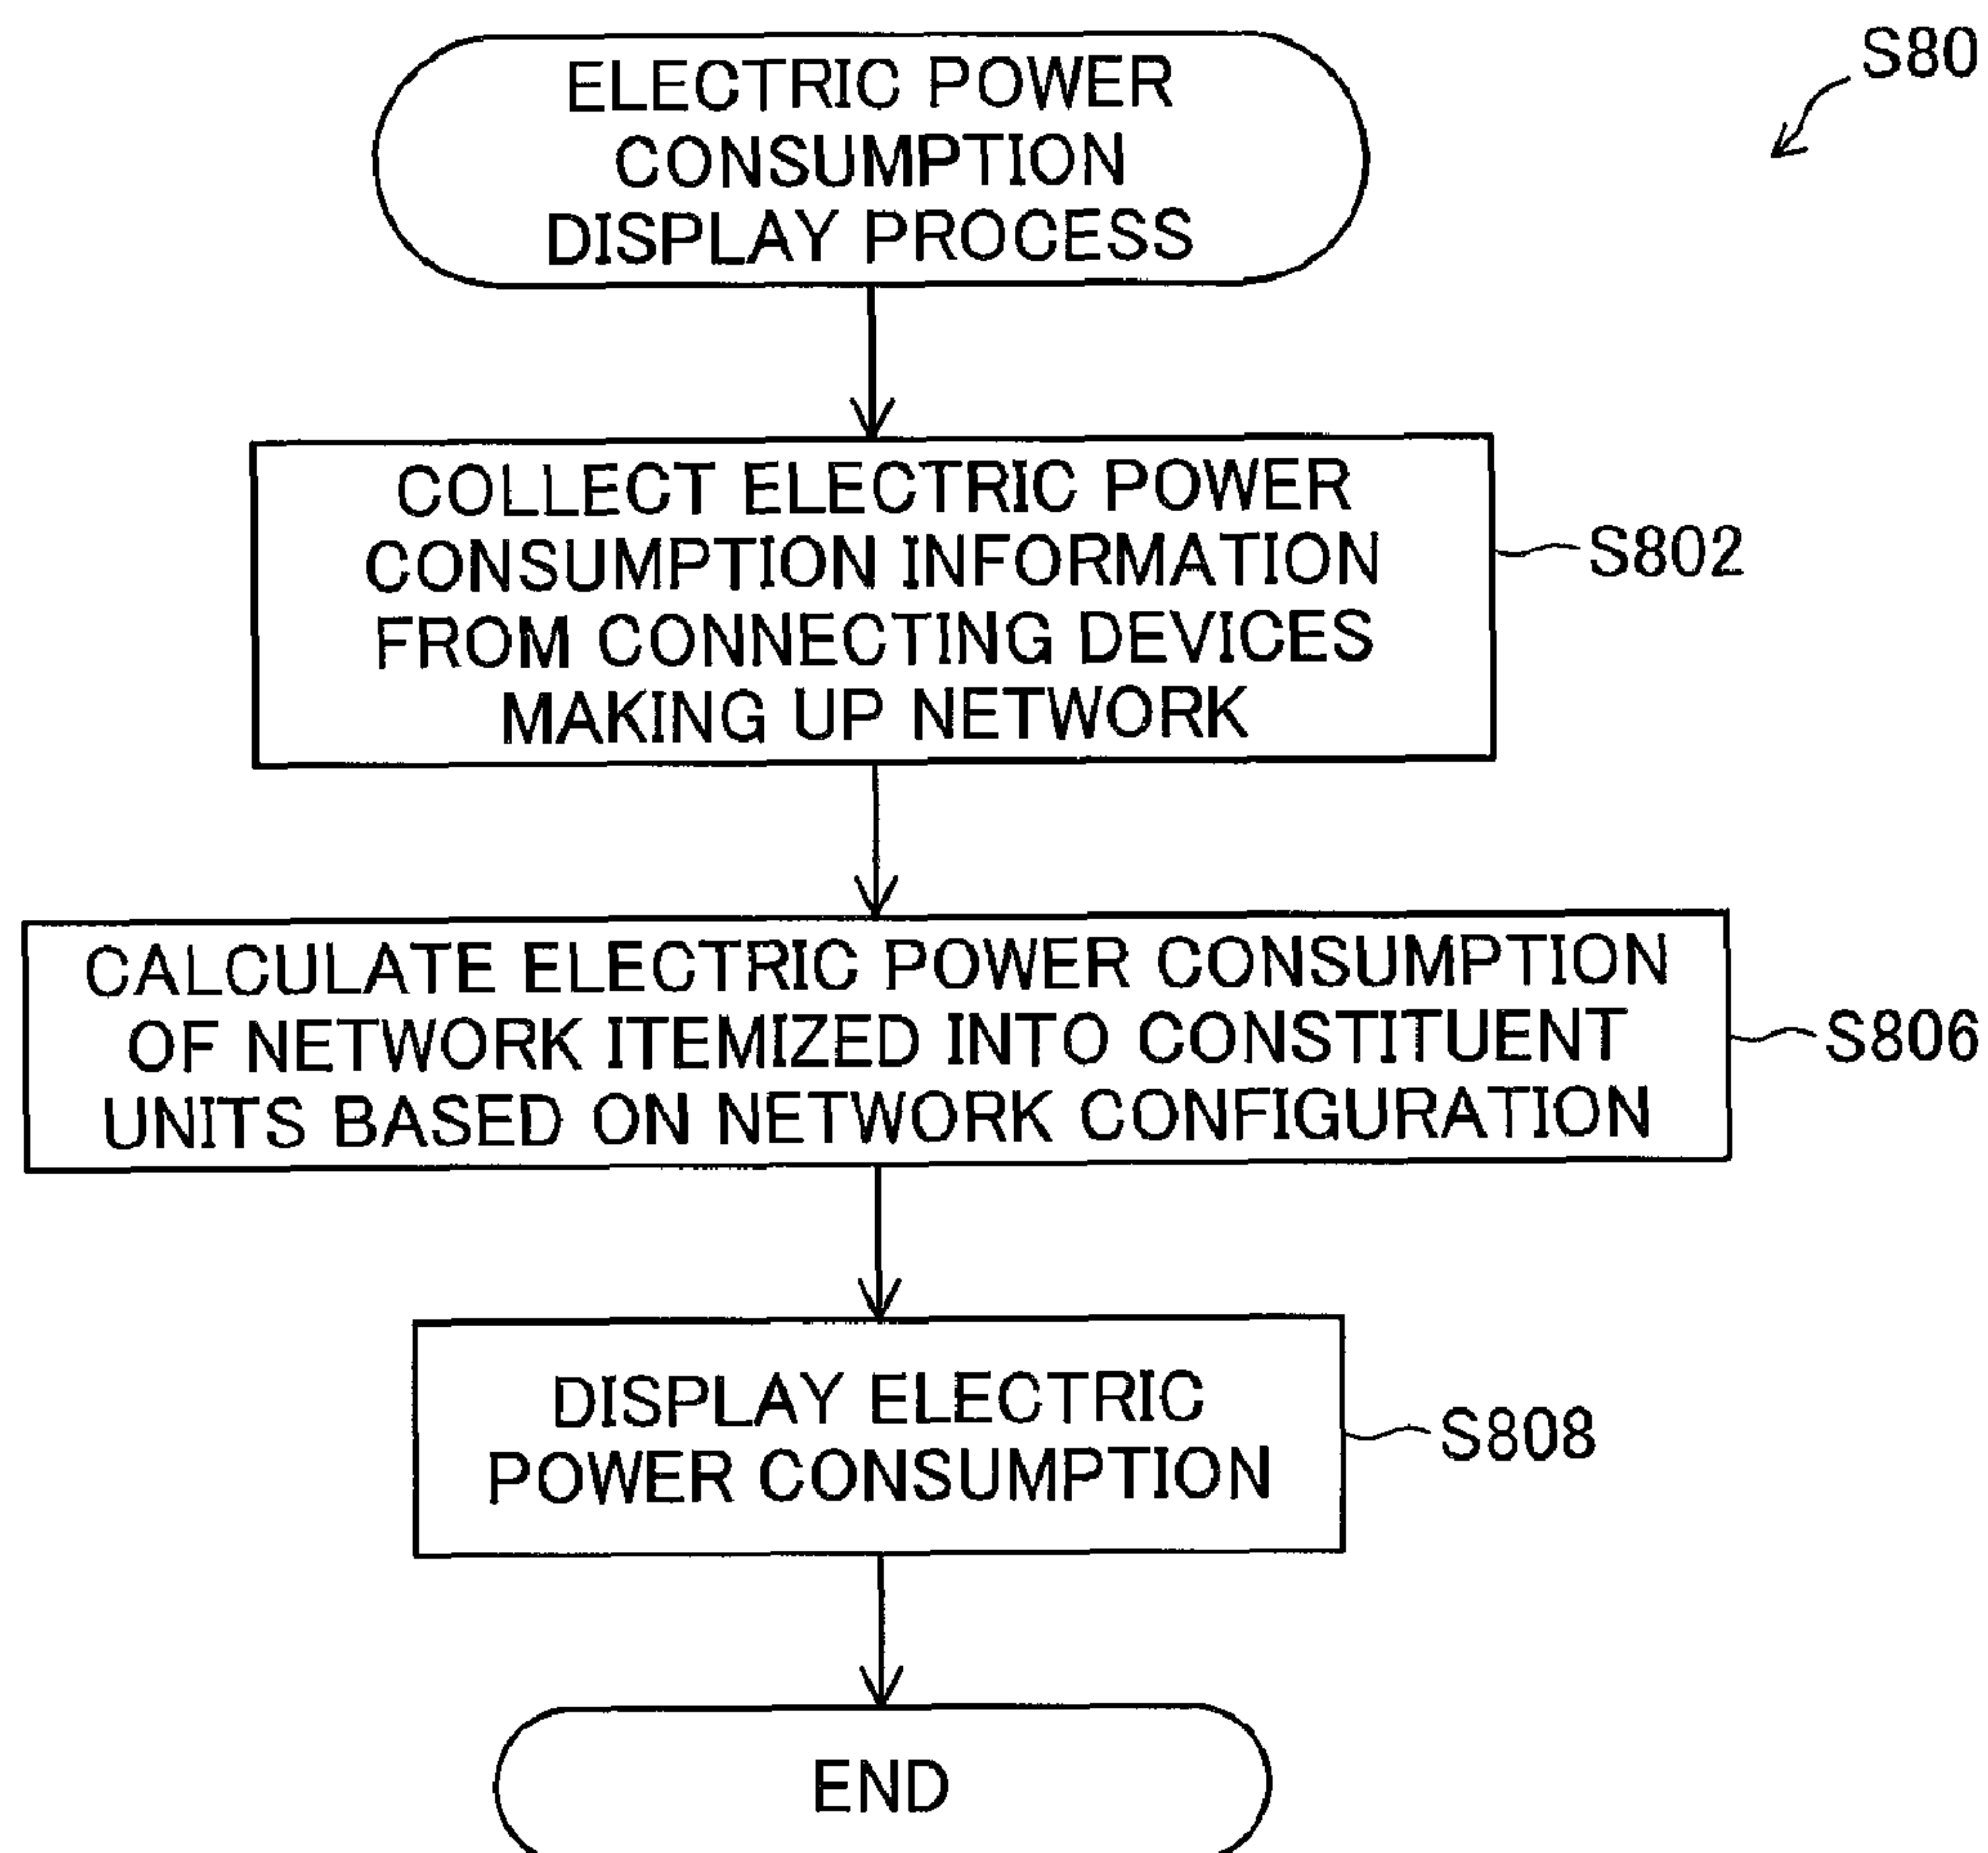 S80
ELECTRIC POWER
CONSUMPTION
DISPLAY PROCESS
COLLECT ELECTRIC POWER
CONSUMPTION INFORMATION
FROM CONNECTING DEVICES
MAKING UP NETWORK
S802
CALCULATE ELECTRIC POWER CONSUMPTION
OF NETWORK ITEMIZED INTO CONSTITUENT
UNITS BASED ON NETWORK CONFIGURATION
S806
DISPLAY ELECTRIC
POWER CONSUMPTION
S808
END